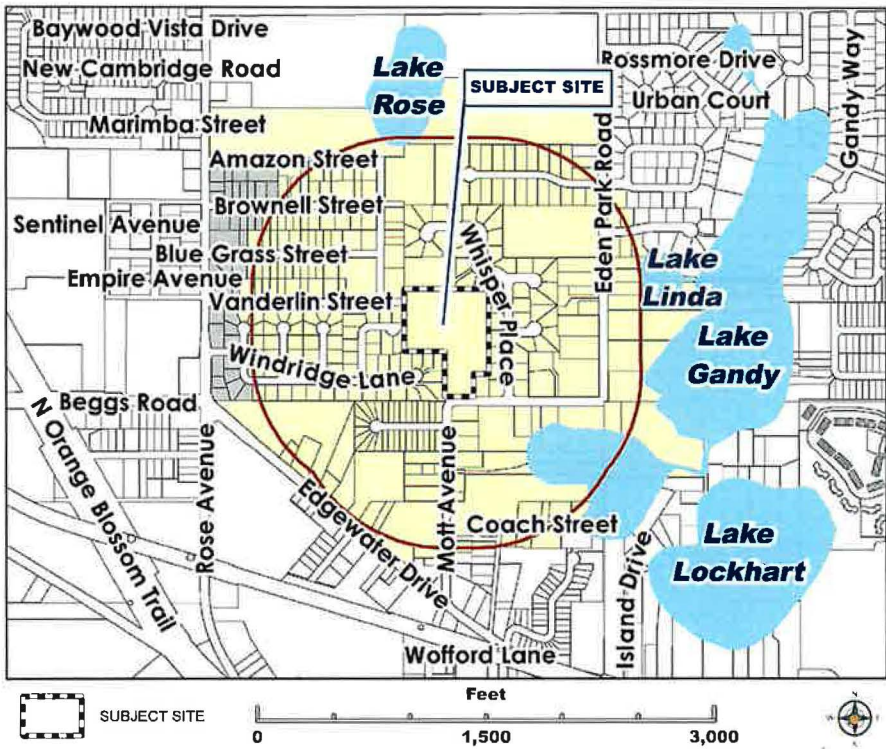 Baywood Vista Drive
New Cambridge Road
Marimba Street
Lake
Rose
SUBJECT SITE
Rossmore Drive
Urban Court
Gandy Way
Amazon Street
Brownell Street
Sentinel Avenue
Blue Grass Street
Empire Avenue
Vanderlin Street
Whisper Place
Eden Park Road
Lake
Linda
Lake
Gandy
Windridge Lane
Beggs Road
N Orange Blossom Trail
Rose Avenue
Edgewater Drive
Mott Avenue
Coach Street
Island Drive
Lake
Lockhart
Wofford Lane
SUBJECT SITE
Feet
0 1,500 3,000